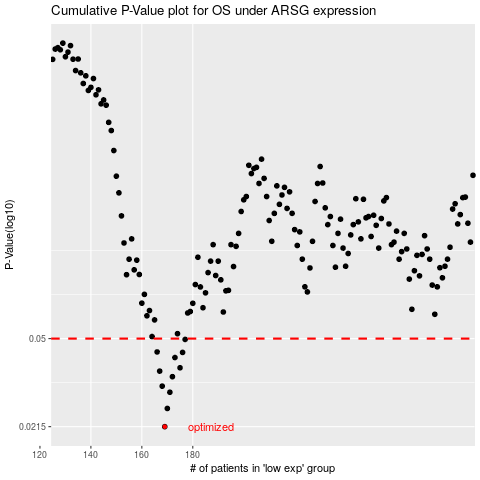 Cumulative P-Value plot for OS under ARSG expression
P-Value(log10)
0.05
0.0215
optimized
120 140 160 180
# of patients in 'low exp' group